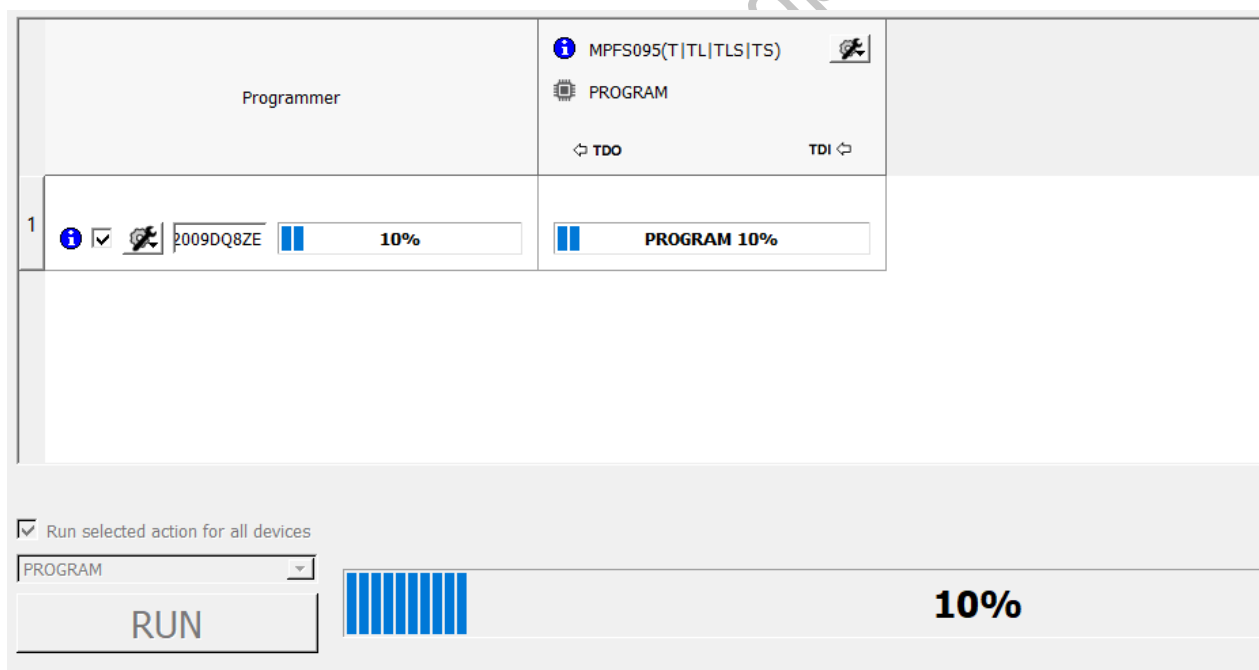 Programmer
MPFS095(T|TL|TLS|TS)
PROGRAM
TDO
TDI
1
2009DQ8ZE
10%
PROGRAM 10%
Run selected action for all devices
PROGRAM
RUN
10%